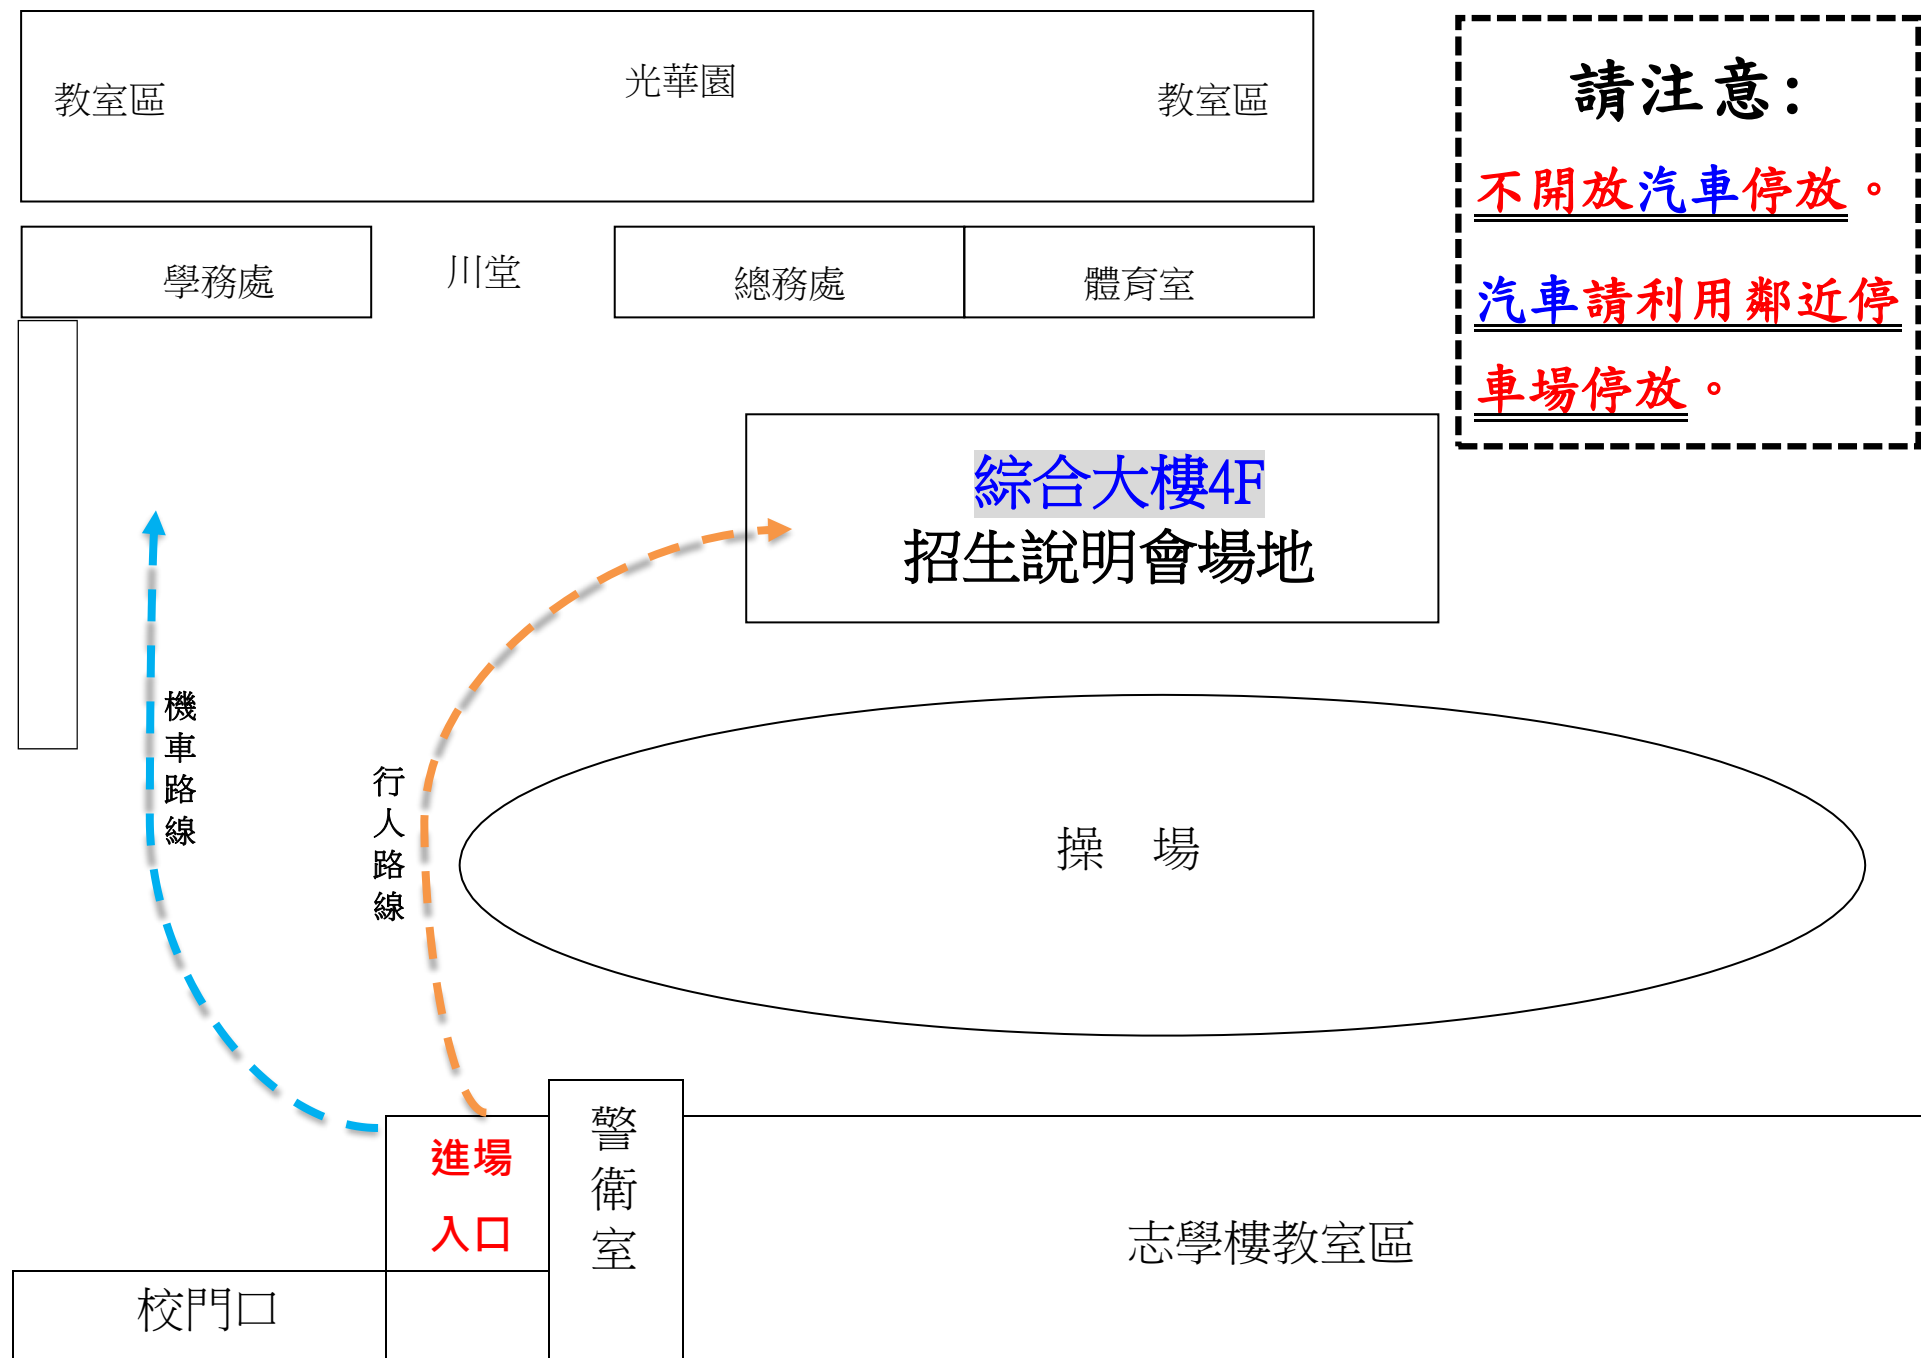 教室區
光華園
教室區
請注意:
不開放汽車停放。
汽車請利用鄰近停
車場停放。
學務處
川堂
總務處
體育室
綜合大樓4F
招生說明會場地
機車路線
行人路線
操 場
進場
入口
警衛室
志學樓教室區
校門口